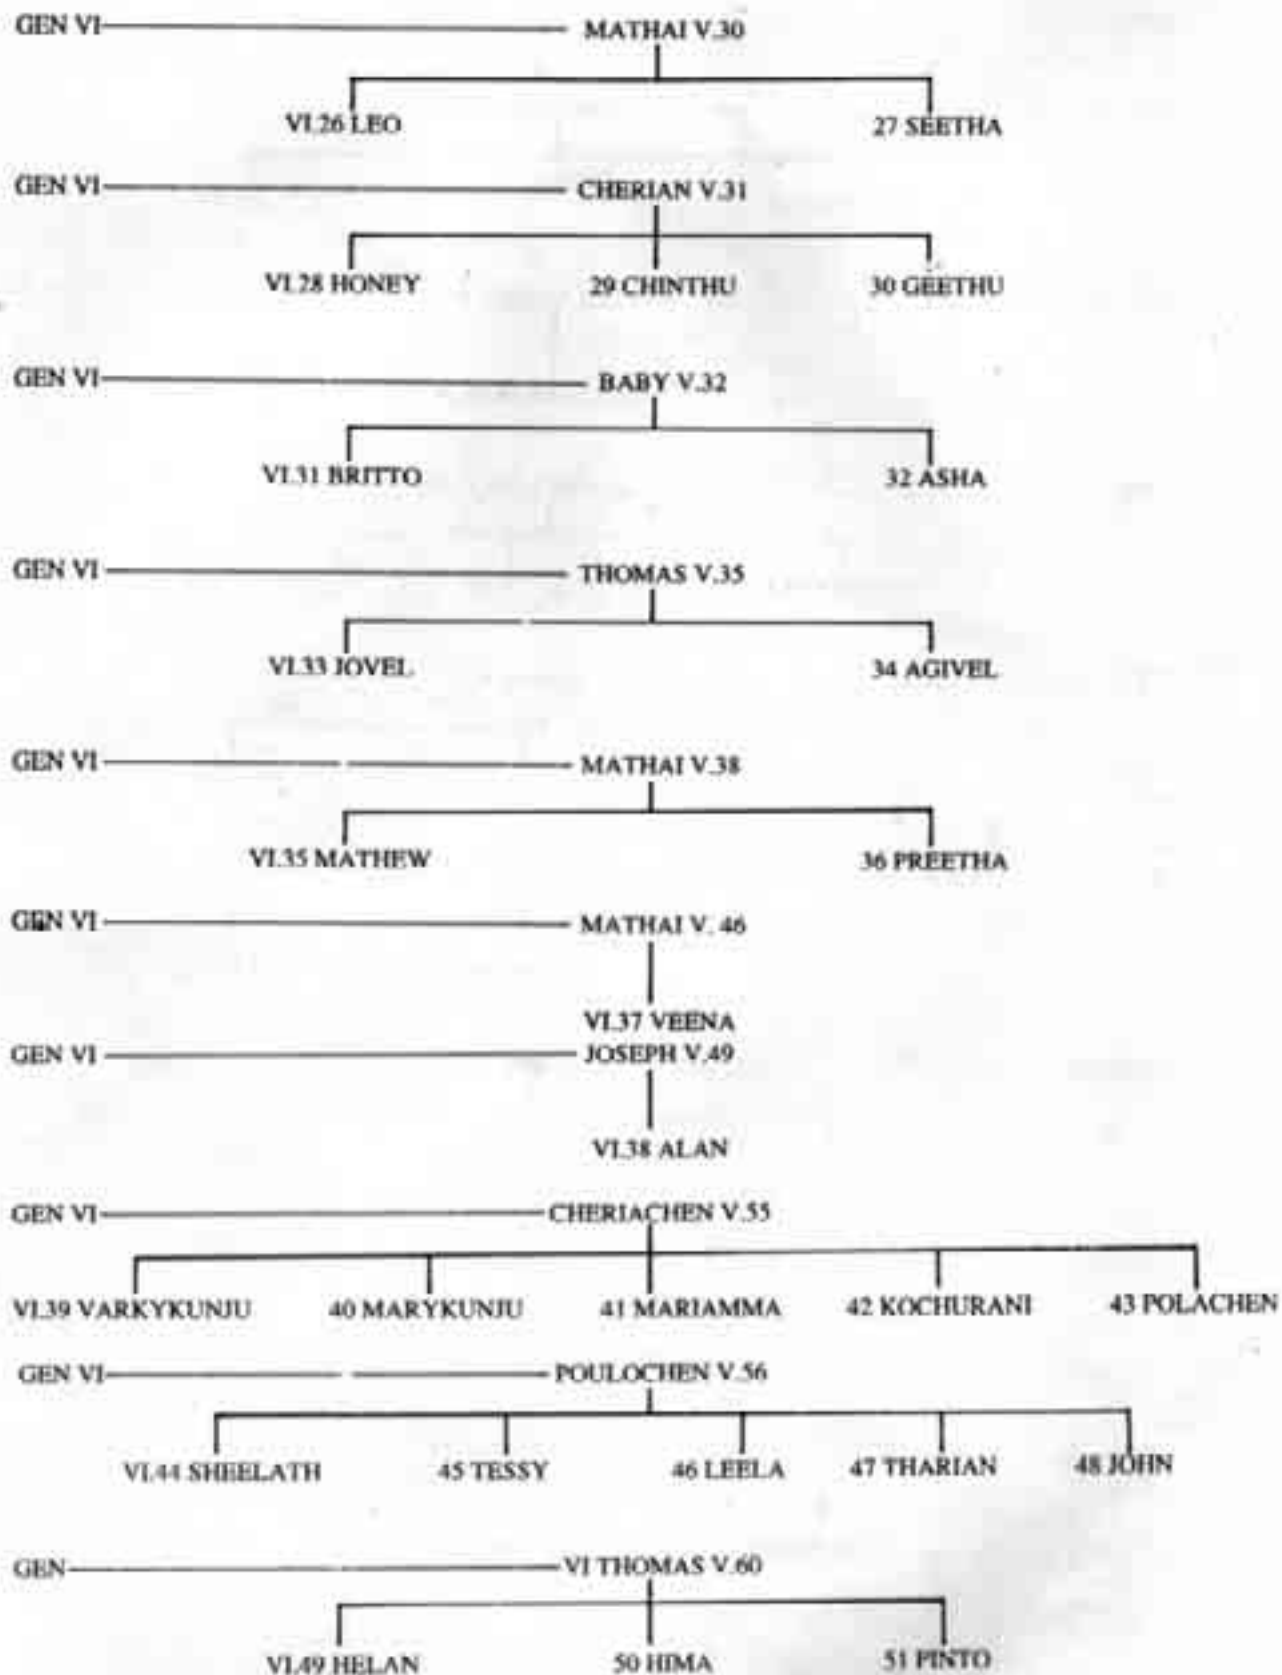 GEN VI MATHAI V.30
VI.26 LEO 27 SEETHA
GEN VI CHERIAN V.31
VI.28 HONEY 29 CHINTHU 30 GEETHU
GEN VI BABY V.32
VI.31 BRITTO 32 ASHA
GEN VI THOMAS V.35
VI.33 JOVEL 34 AGIVEL
GEN VI MATHAI V.38
VI.35 MATHEW 36 PREETHA
GEN VI MATHAI V. 46
VI.37 VEENA
GEN VI JOSEPH V.49
VI.38 ALAN
GEN VI CHERIACHEN V.55
VI.39 VARKYKUNJU 40 MARYKUNJU 41 MARIAMMA 42 KOCHURANI 43 POLACHEN
GEN VI POULOCHEN V.56
VI.44 SHEELATH 45 TESSY 46 LEELA 47 THARIAN 48 JOHN
GEN VI THOMAS V.60
VI.49 HELAN 50 HIMA 51 PINTO